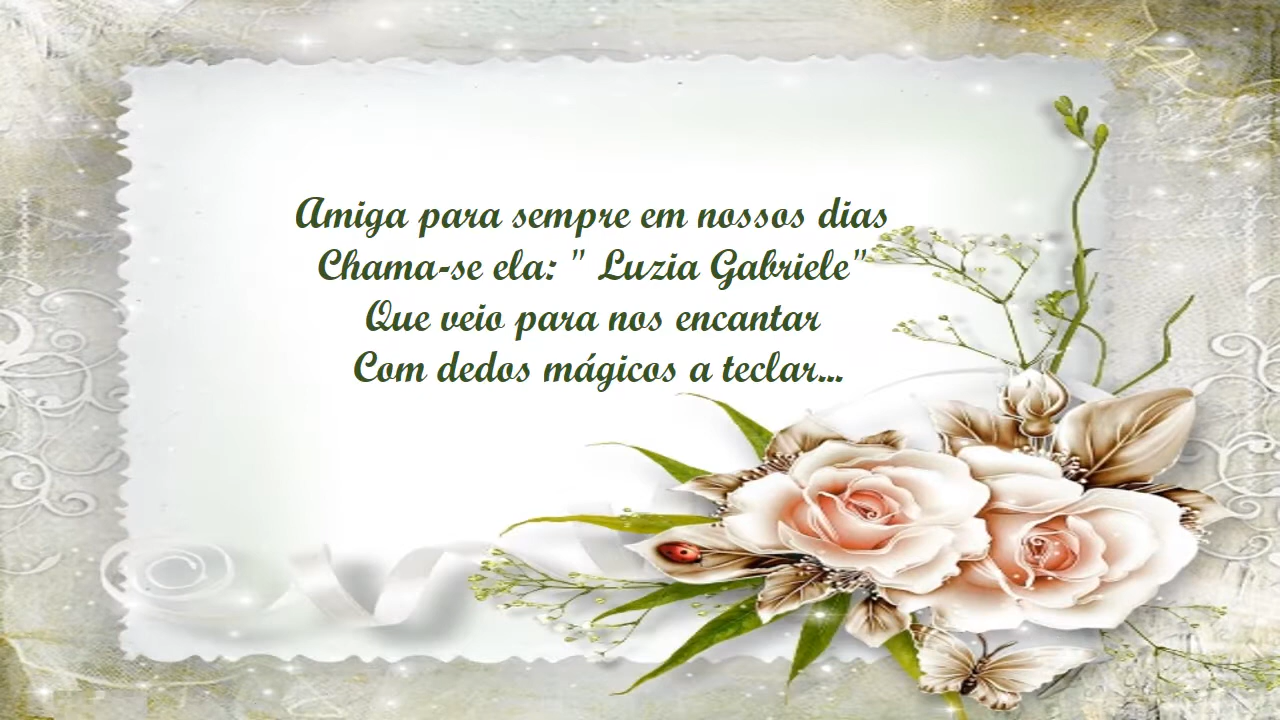 Amiga para sempre em nossos dias
Chama-se ela: " Luzia Gabriele"
Que veio para nos encantar
Com dedos mágicos a teclar...